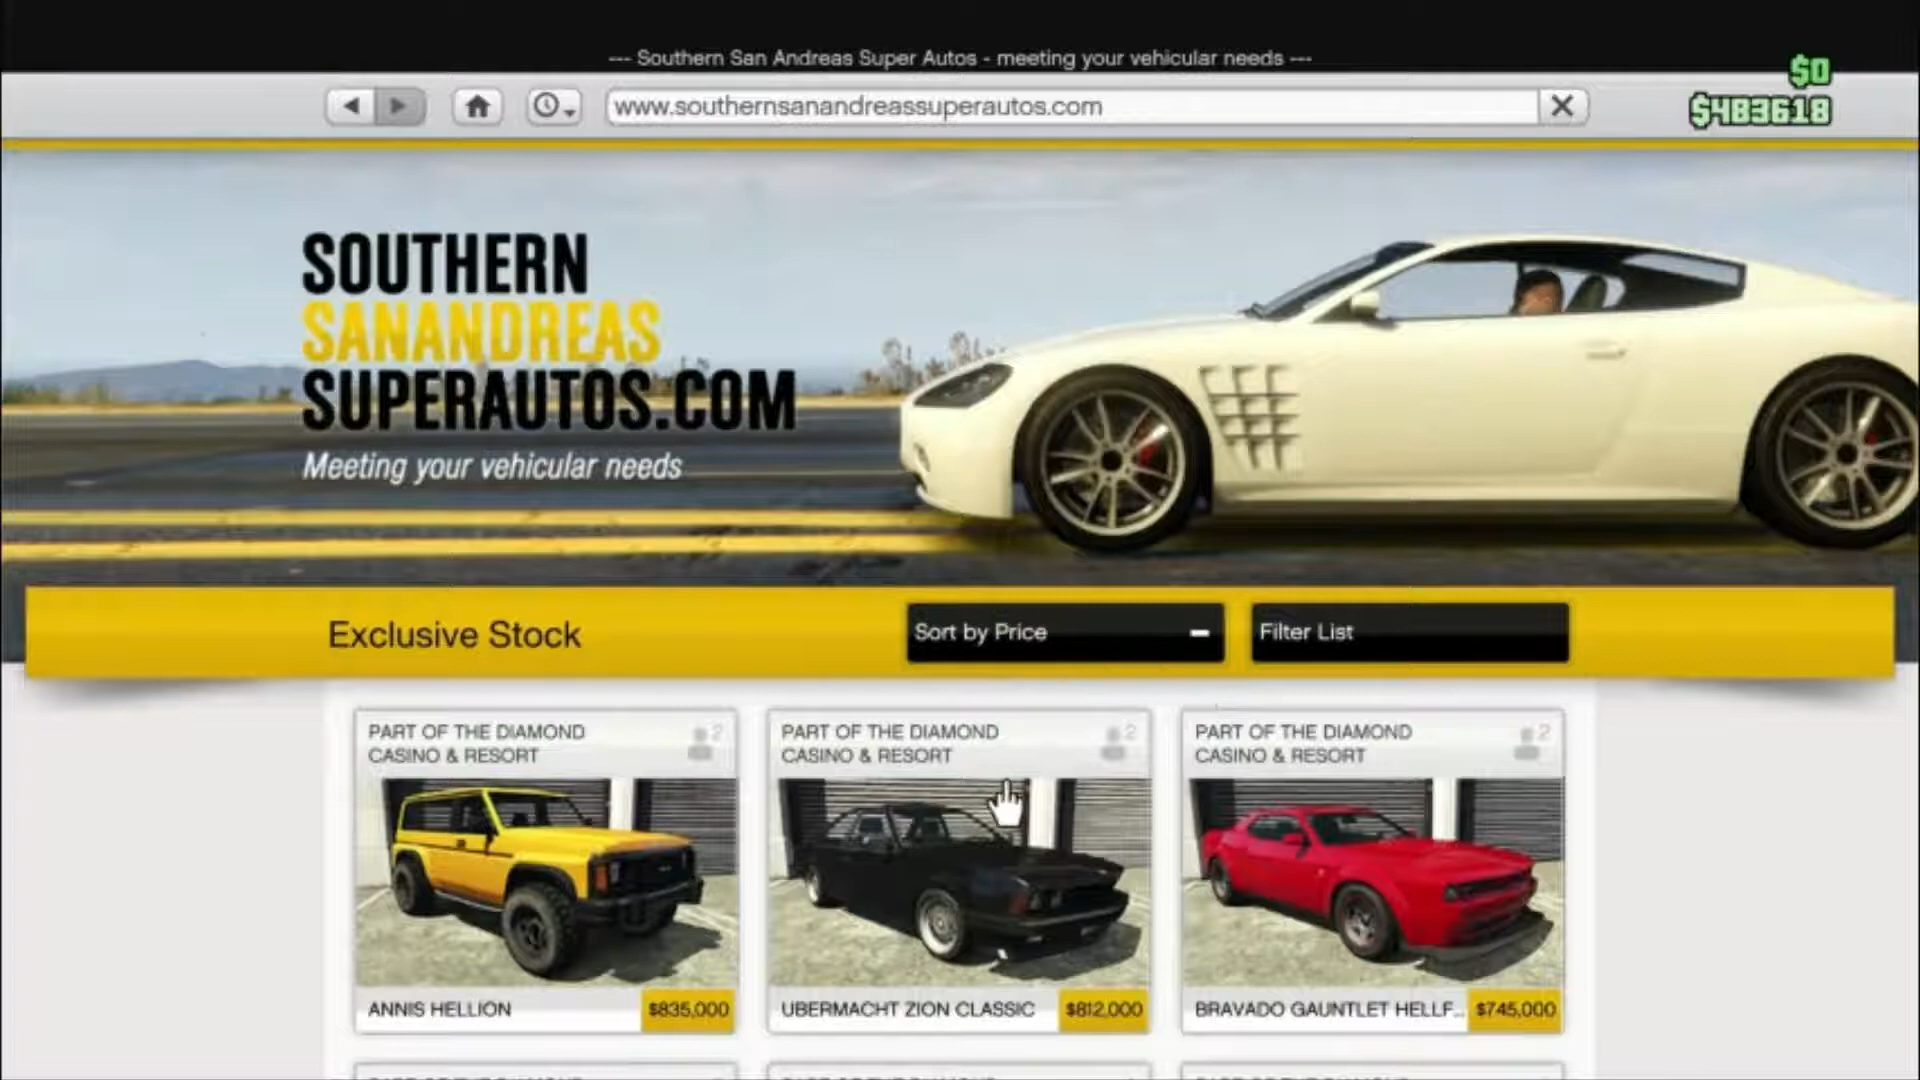 --- Southern San Andreas Super Autos - meeting your vehicular needs ---
$0
www.southernsanandreassuperautos.com
$483618
SOUTHERN
SANANDREAS
SUPERAUTOS.COM
Meeting your vehicular needs
Exclusive Stock
Sort by Price
Filter List
PART OF THE DIAMOND
CASINO & RESORT
2
ANNIS HELLION
$835,000
PART OF THE DIAMOND
CASINO & RESORT
2
UBERMACHT ZION CLASSIC
$812,000
PART OF THE DIAMOND
CASINO & RESORT
2
BRAVADO GAUNTLET HELLF...
$745,000